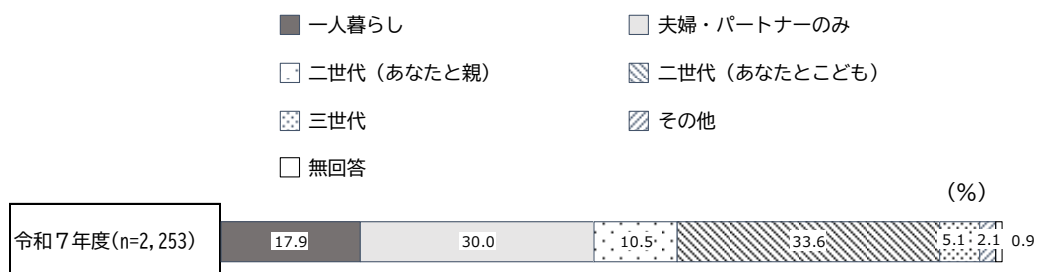 一人暮らし
夫婦・パートナーのみ
二世代（あなたと親）
二世代（あなたとこども）
三世代
その他
無回答
（%）
令和７年度(n=2,253)
17.9
30.0
10.5
33.6
5.1
2.1
0.9